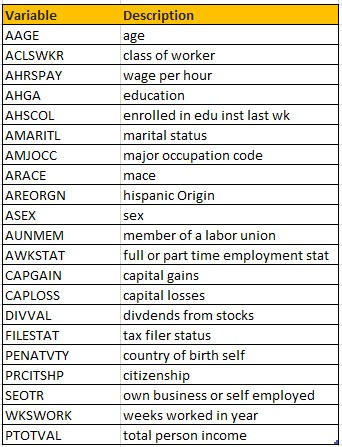 Variable Description
AAGE age
ACLSWKR class of worker
AHRSPAY wage per hour
AHGA education
AHSCOL enrolled in edu inst last wk
AMARITL marital status
AMJOCC major occupation code
ARACE mace
AREORGN hispanic Origin
ASEX sex
AUNMEM member of a labor union
AWKSTAT full or part time employment stat
CAPGAIN capital gains
CAPLOSS capital losses
DIVVAL divdends from stocks
FILESTAT tax filer status
PENATVTY country of birth self
PRCITSHP citizenship
SEOTR own business or self employed
WKSWORK weeks worked in year
PTOTVAL total person income